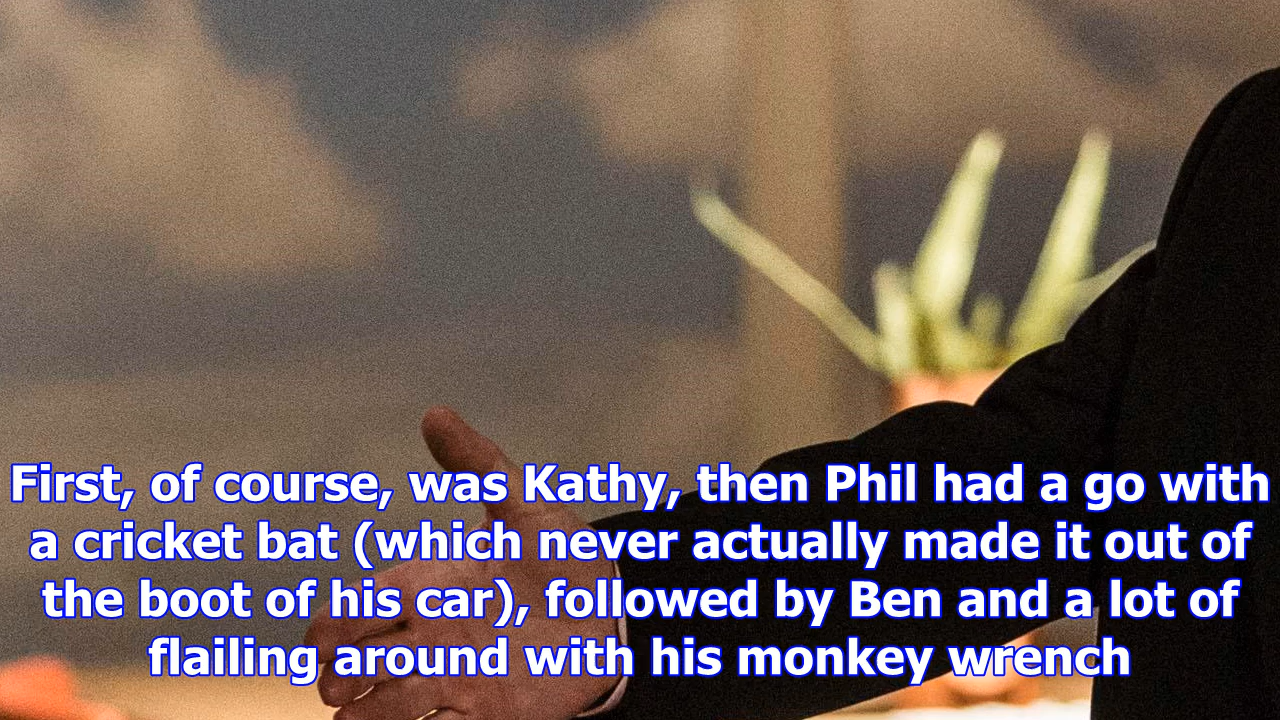 First, of course, was Kathy, then Phil had a go with
a cricket bat (which never actually made it out of
the boot of his car), followed by Ben and a lot of
flailing around with his monkey wrench